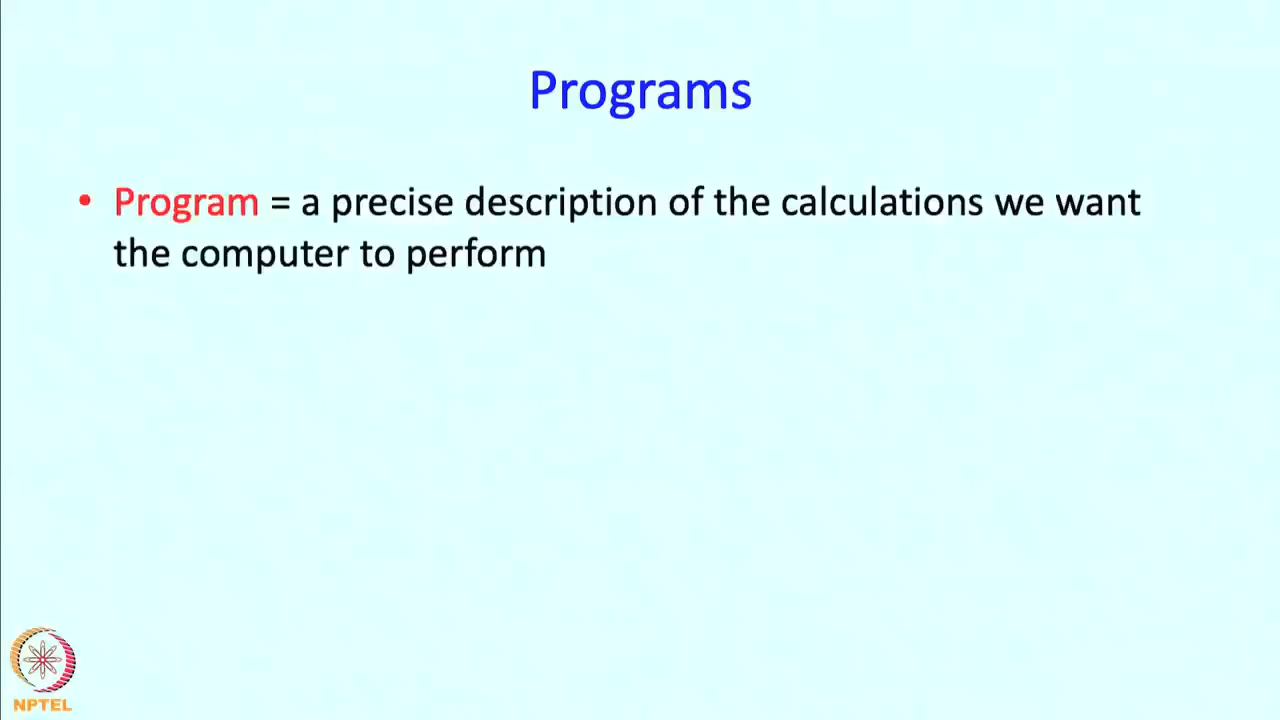 Programs
• Program = a precise description of the calculations we want
the computer to perform
NPTEL